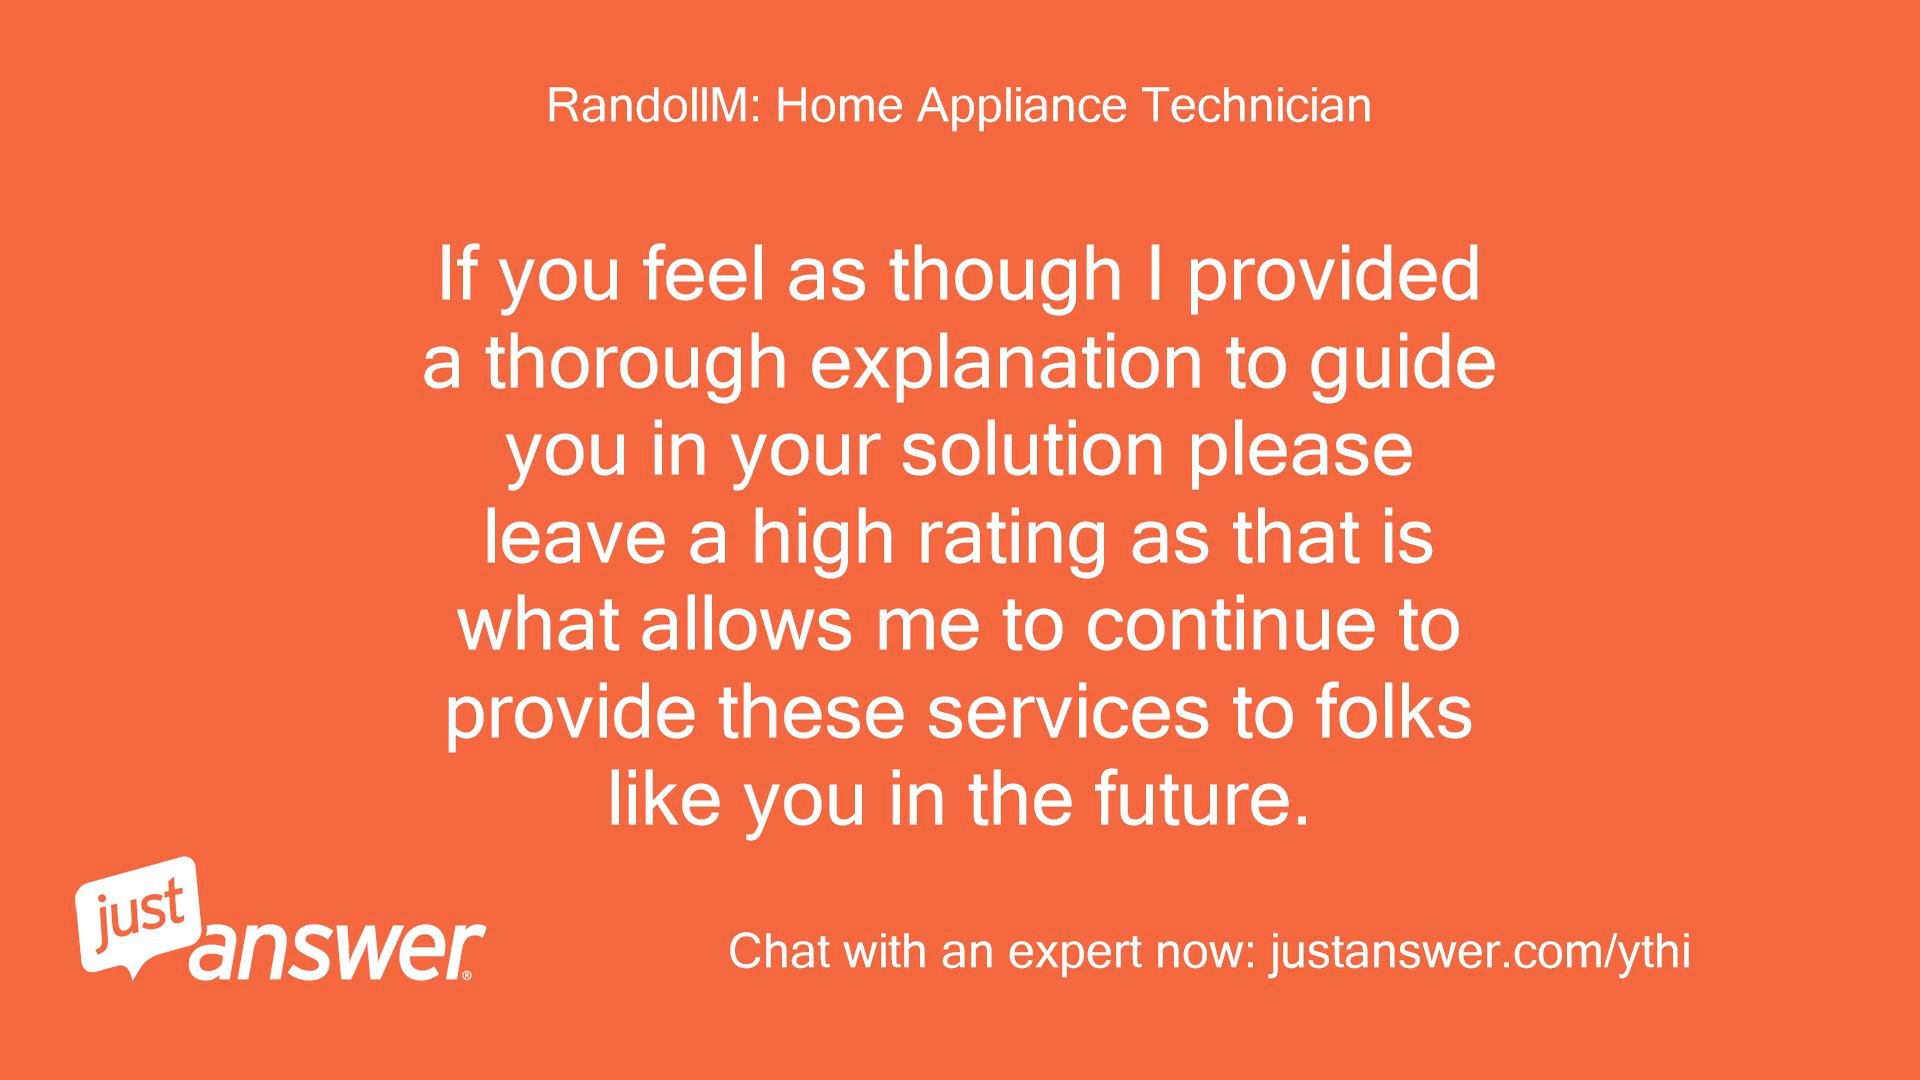 RandollM: Home Appliance Technician
If you feel as though I provided
a thorough explanation to guide
you in your solution please
leave a high rating as that is
what allows me to continue to
provide these services to folks
like you in the future.
just
answer®
Chat with an expert now: justanswer.com/ythi